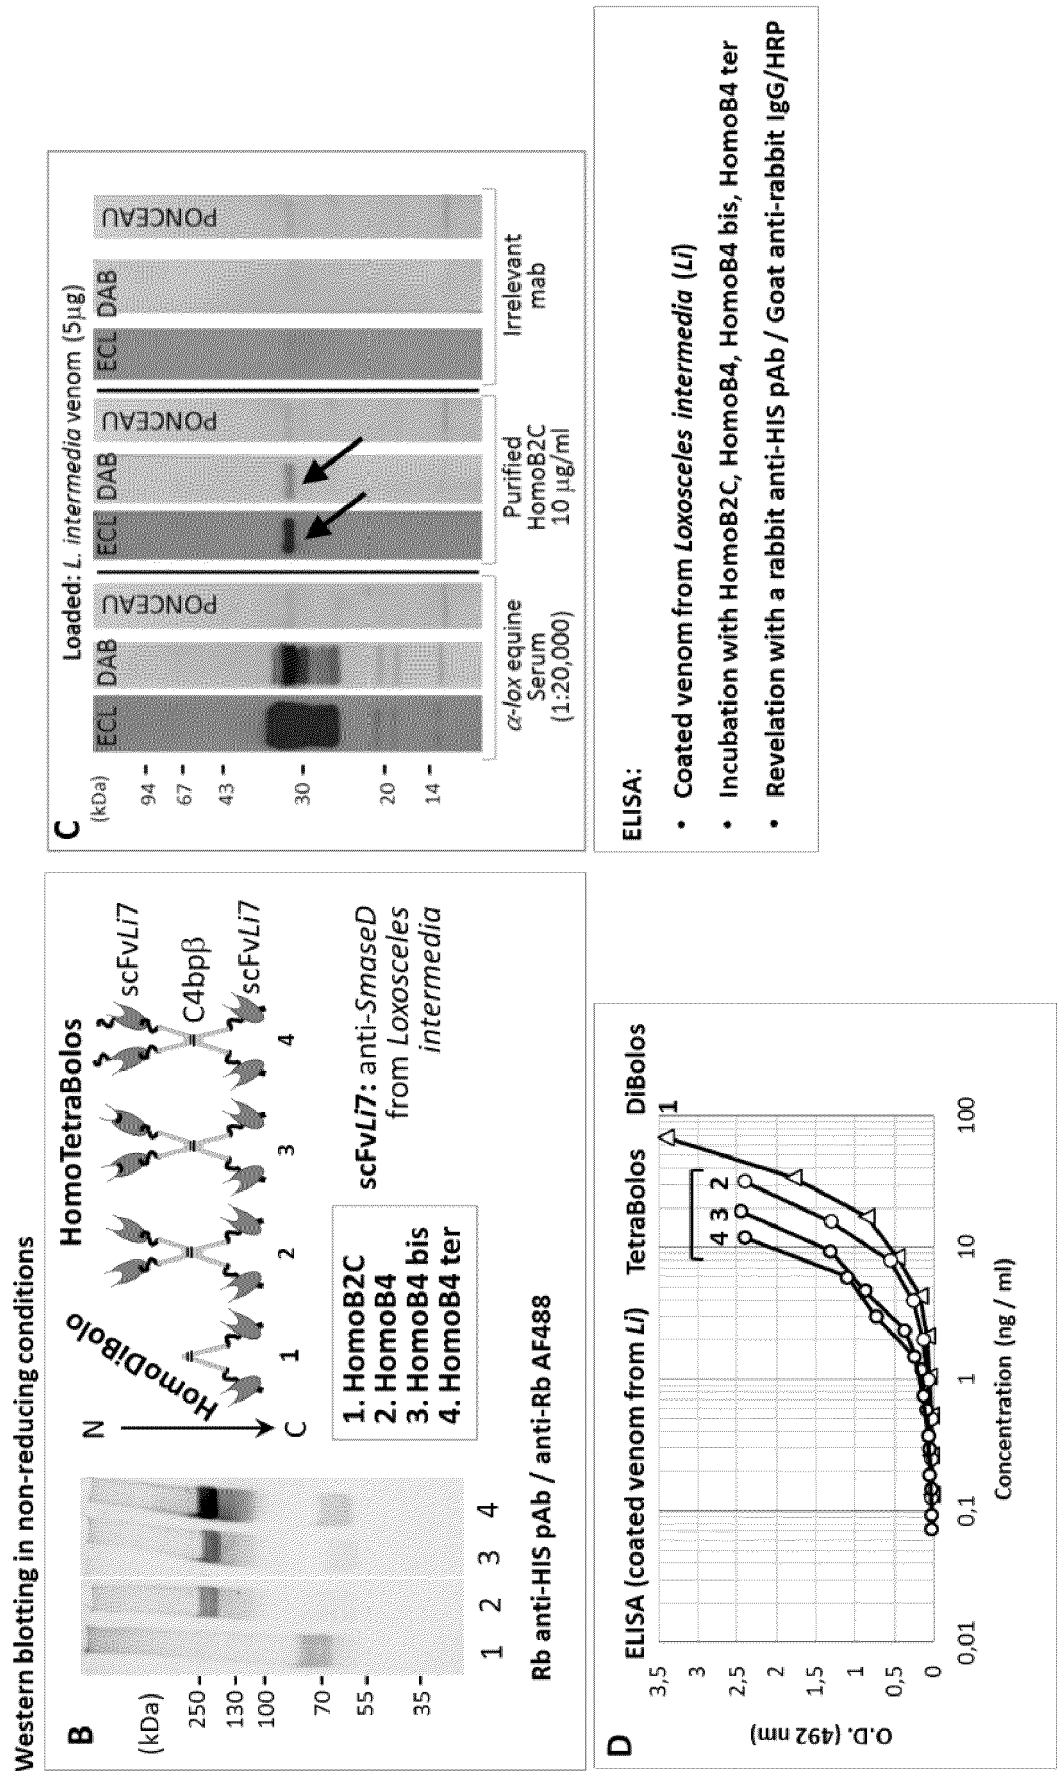 Western blotting in non-reducing conditions
B
(kDa)
250
130
100
70
55
35
1 2 3 4
Rb anti-HIS pAb / anti-Rb AF488
N
C
HomoDiBolo
HomoTetraBolos
scFvLi7
C4bpβ
scFvLi7
1 2 3 4
1. HomoB2C
2. HomoB4
3. HomoB4 bis
4. HomoB4 ter
scFvLi7: anti-SmaseD
from Loxosceles
intermedia
C
Loaded: L. intermedia venom (5µg)
(kDa)
94
67
43
30
20
14
ECL DAB PONCEAU ECL DAB PONCEAU ECL DAB PONCEAU
α-lox equine
Serum
(1:20,000)
Purified
HomoB2C
10 µg/ml
Irrelevant
mab
D
ELISA (coated venom from Li)
TetraBolos
DiBolos
4 3 2
1
3,5
3
2,5
2
1,5
1
0,5
0
O.D. (492 nm)
0,01 0,1 1 10 100
Concentration (ng / ml)
ELISA:
• Coated venom from Loxosceles intermedia (Li)
• Incubation with HomoB2C, HomoB4, HomoB4 bis, HomoB4 ter
• Revelation with a rabbit anti-HIS pAb / Goat anti-rabbit IgG/HRP